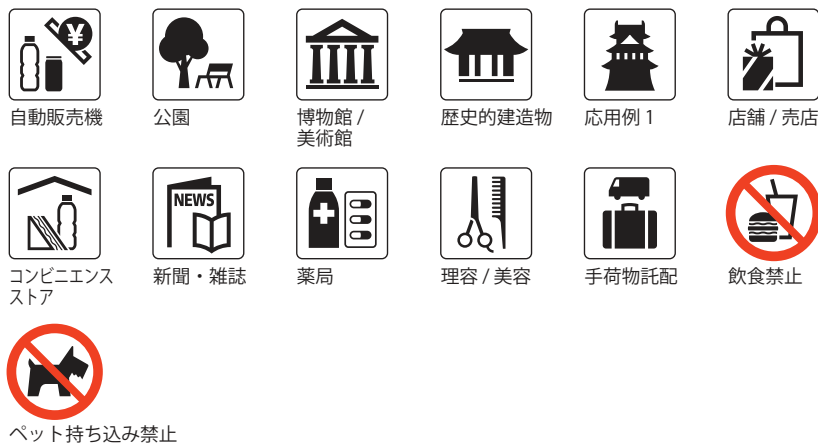 ¥
自動販売機
公園
博物館 /
美術館
歴史的建造物
応用例 1
店舗 / 売店
コンビニエンス
ストア
NEWS
新聞・雑誌
薬局
理容 / 美容
手荷物託配
飲食禁止
ペット持ち込み禁止